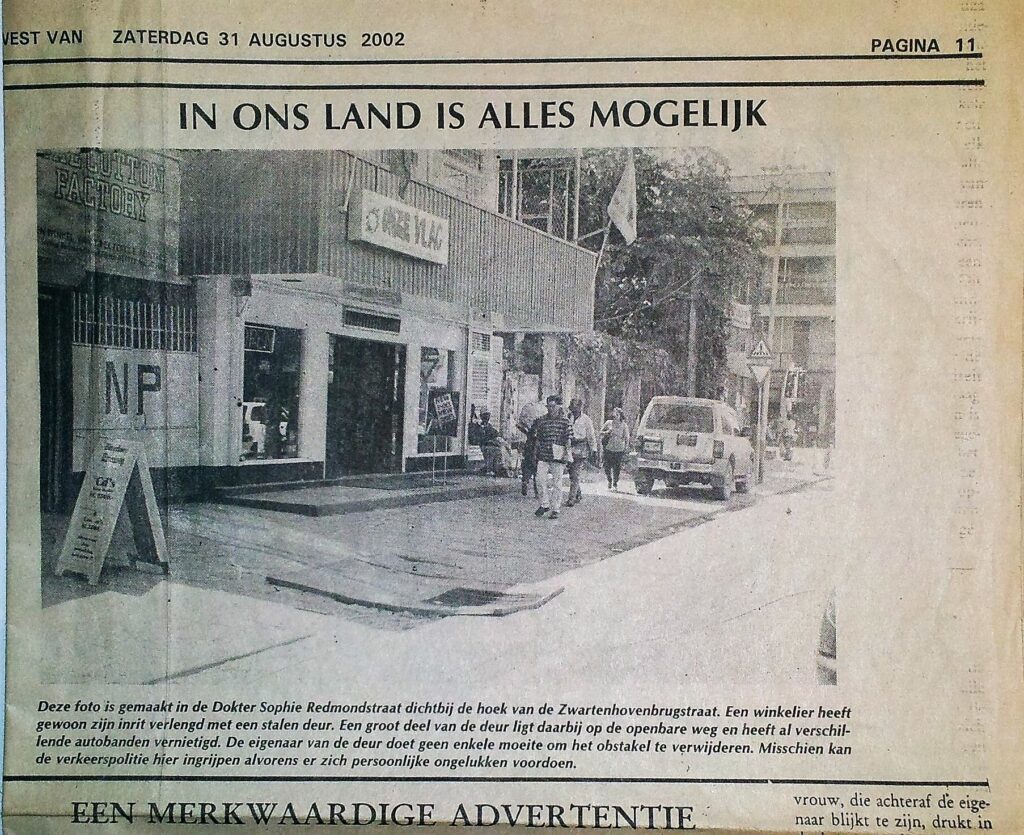 WEST VAN ZATERDAG 31 AUGUSTUS 2002
PAGINA 11
IN ONS LAND IS ALLES MOGELIJK
COTTON
FACTORY
NP
Cd's
Deze foto is gemaakt in de Dokter Sophie Redmondstraat dichtbij de hoek van de Zwartenhovenbrugstraat. Een winkelier heeft
gewoon zijn inrit verlengd met een stalen deur. Een groot deel van de deur ligt daarbij op de openbare weg en heeft al verschil-
lende autobanden vernietigd. De eigenaar van de deur doet geen enkele moeite om het obstakel te verwijderen. Misschien kan
de verkeerspolitie hier ingrijpen alvorens er zich persoonlijke ongelukken voordoen.
EEN MERKWAARDIGE ADVERTENTIE
vrouw, die achteraf de eige-
naar blijkt te zijn, drukt in